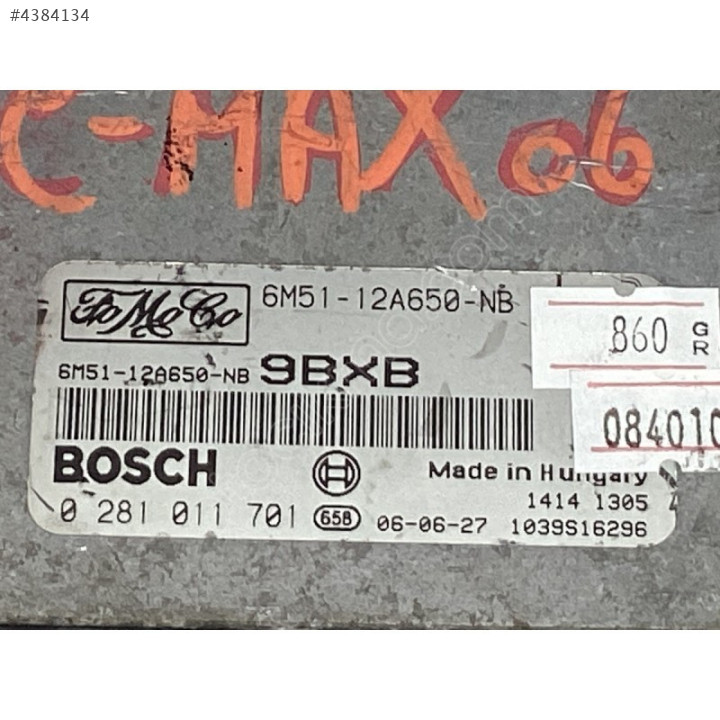 #4384134
C-MAX 06
FoMoCo
6M51-12A650-NB
860 GR
6M51-12A650-NB 9BXB
084010
BOSCH
Made in Hungary
1414 1305
0 281 011 701 658 06-06-27 1039S16296